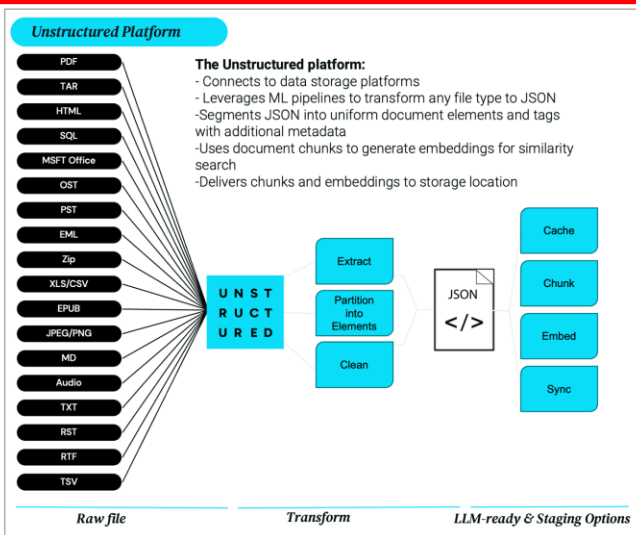 Unstructured Platform
PDF
TAR
HTML
SQL
MSFT Office
OST
PST
EML
Zip
XLS/CSV
EPUB
JPEG/PNG
MD
Audio
TXT
RST
RTF
TSV
The Unstructured platform:
- Connects to data storage platforms
- Leverages ML pipelines to transform any file type to JSON
-Segments JSON into uniform document elements and tags
with additional metadata
-Uses document chunks to generate embeddings for similarity
search
-Delivers chunks and embeddings to storage location
UNST
RUCT
URED
Extract
Partition
into
Elements
Clean
JSON
</>
Cache
Chunk
Embed
Sync
Raw file
Transform
LLM-ready & Staging Options